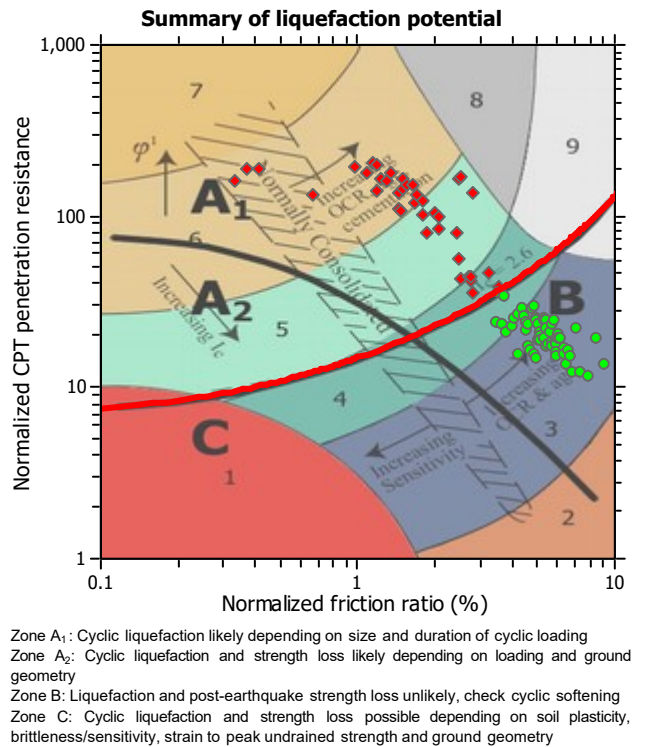 Summary of liquefaction potential
1,000
100
10
1
0.1
1
10
Normalized CPT penetration resistance
Normalized friction ratio (%)
7
8
9
φ'
A1
6
A2
5
B
4
3
C
1
2
Increasing
OCR &
cementation
Normally Consolidated
Increasing Ic
Ic = 2.6
Increasing
OCR & age
Increasing
Sensitivity
Zone A1: Cyclic liquefaction likely depending on size and duration of cyclic loading
Zone A2: Cyclic liquefaction and strength loss likely depending on loading and ground
geometry
Zone B: Liquefaction and post-earthquake strength loss unlikely, check cyclic softening
Zone C: Cyclic liquefaction and strength loss possible depending on soil plasticity,
brittleness/sensitivity, strain to peak undrained strength and ground geometry